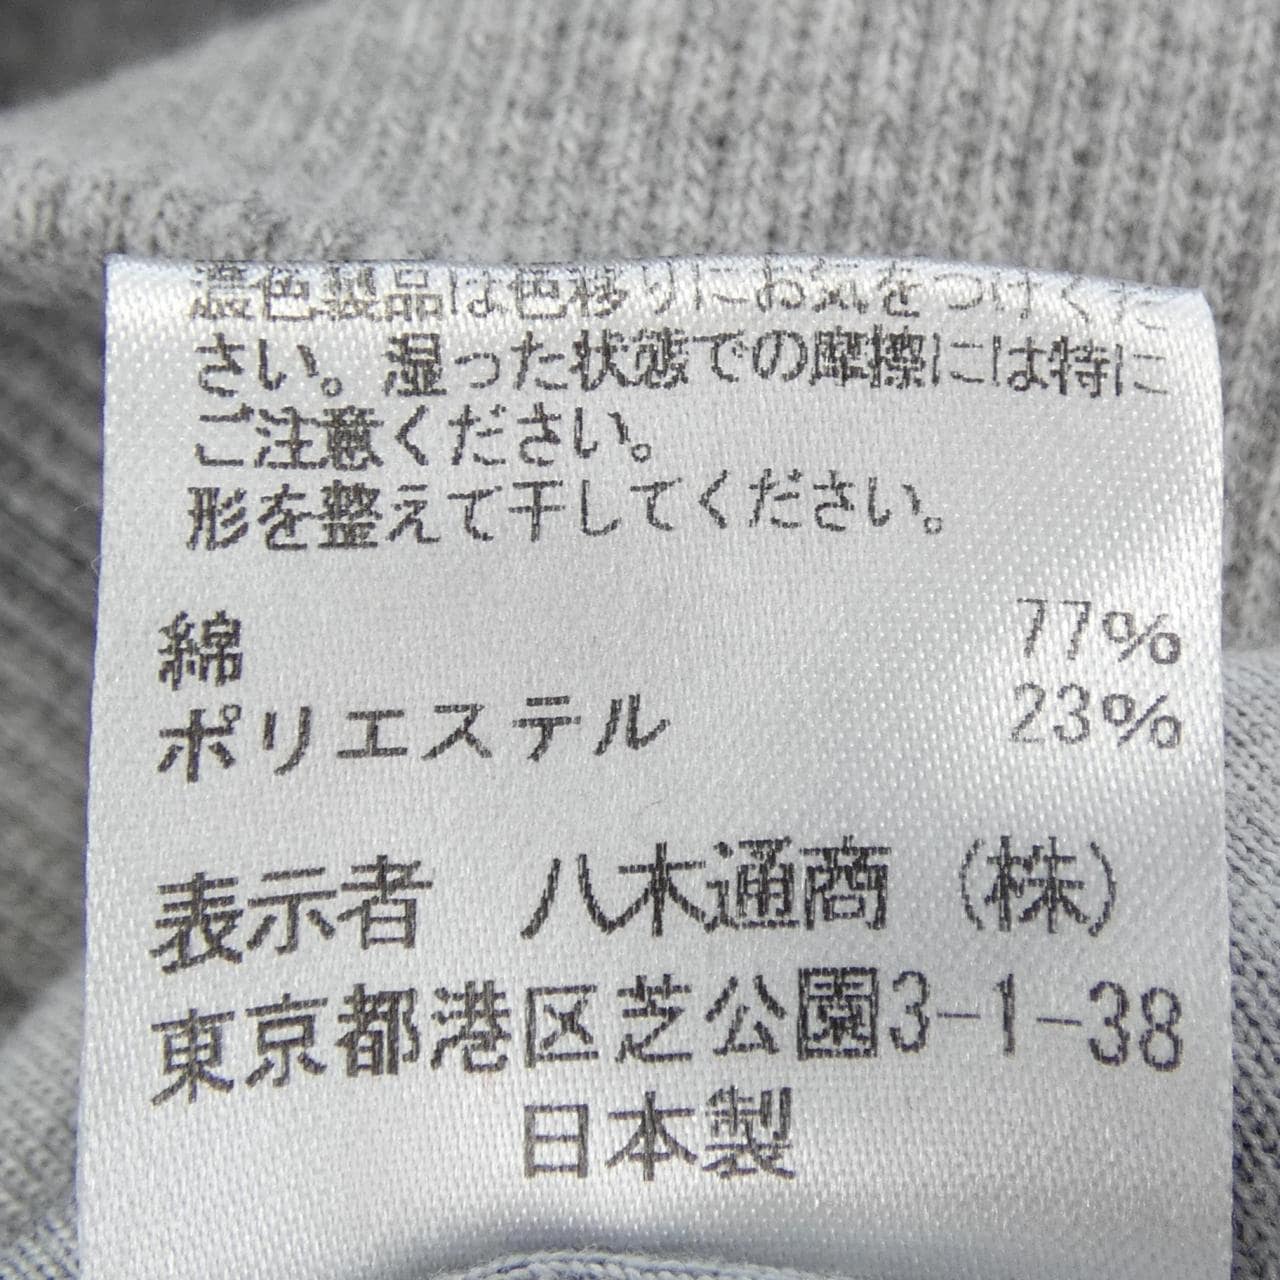 濃色製品は色移りにお気をつけくだ
さい。湿った状態での摩擦には特に
ご注意ください。
形を整えて干してください。
綿 77%
ポリエステル 23%
表示者 八木通商(株)
東京都港区芝公園3-1-38
日本製